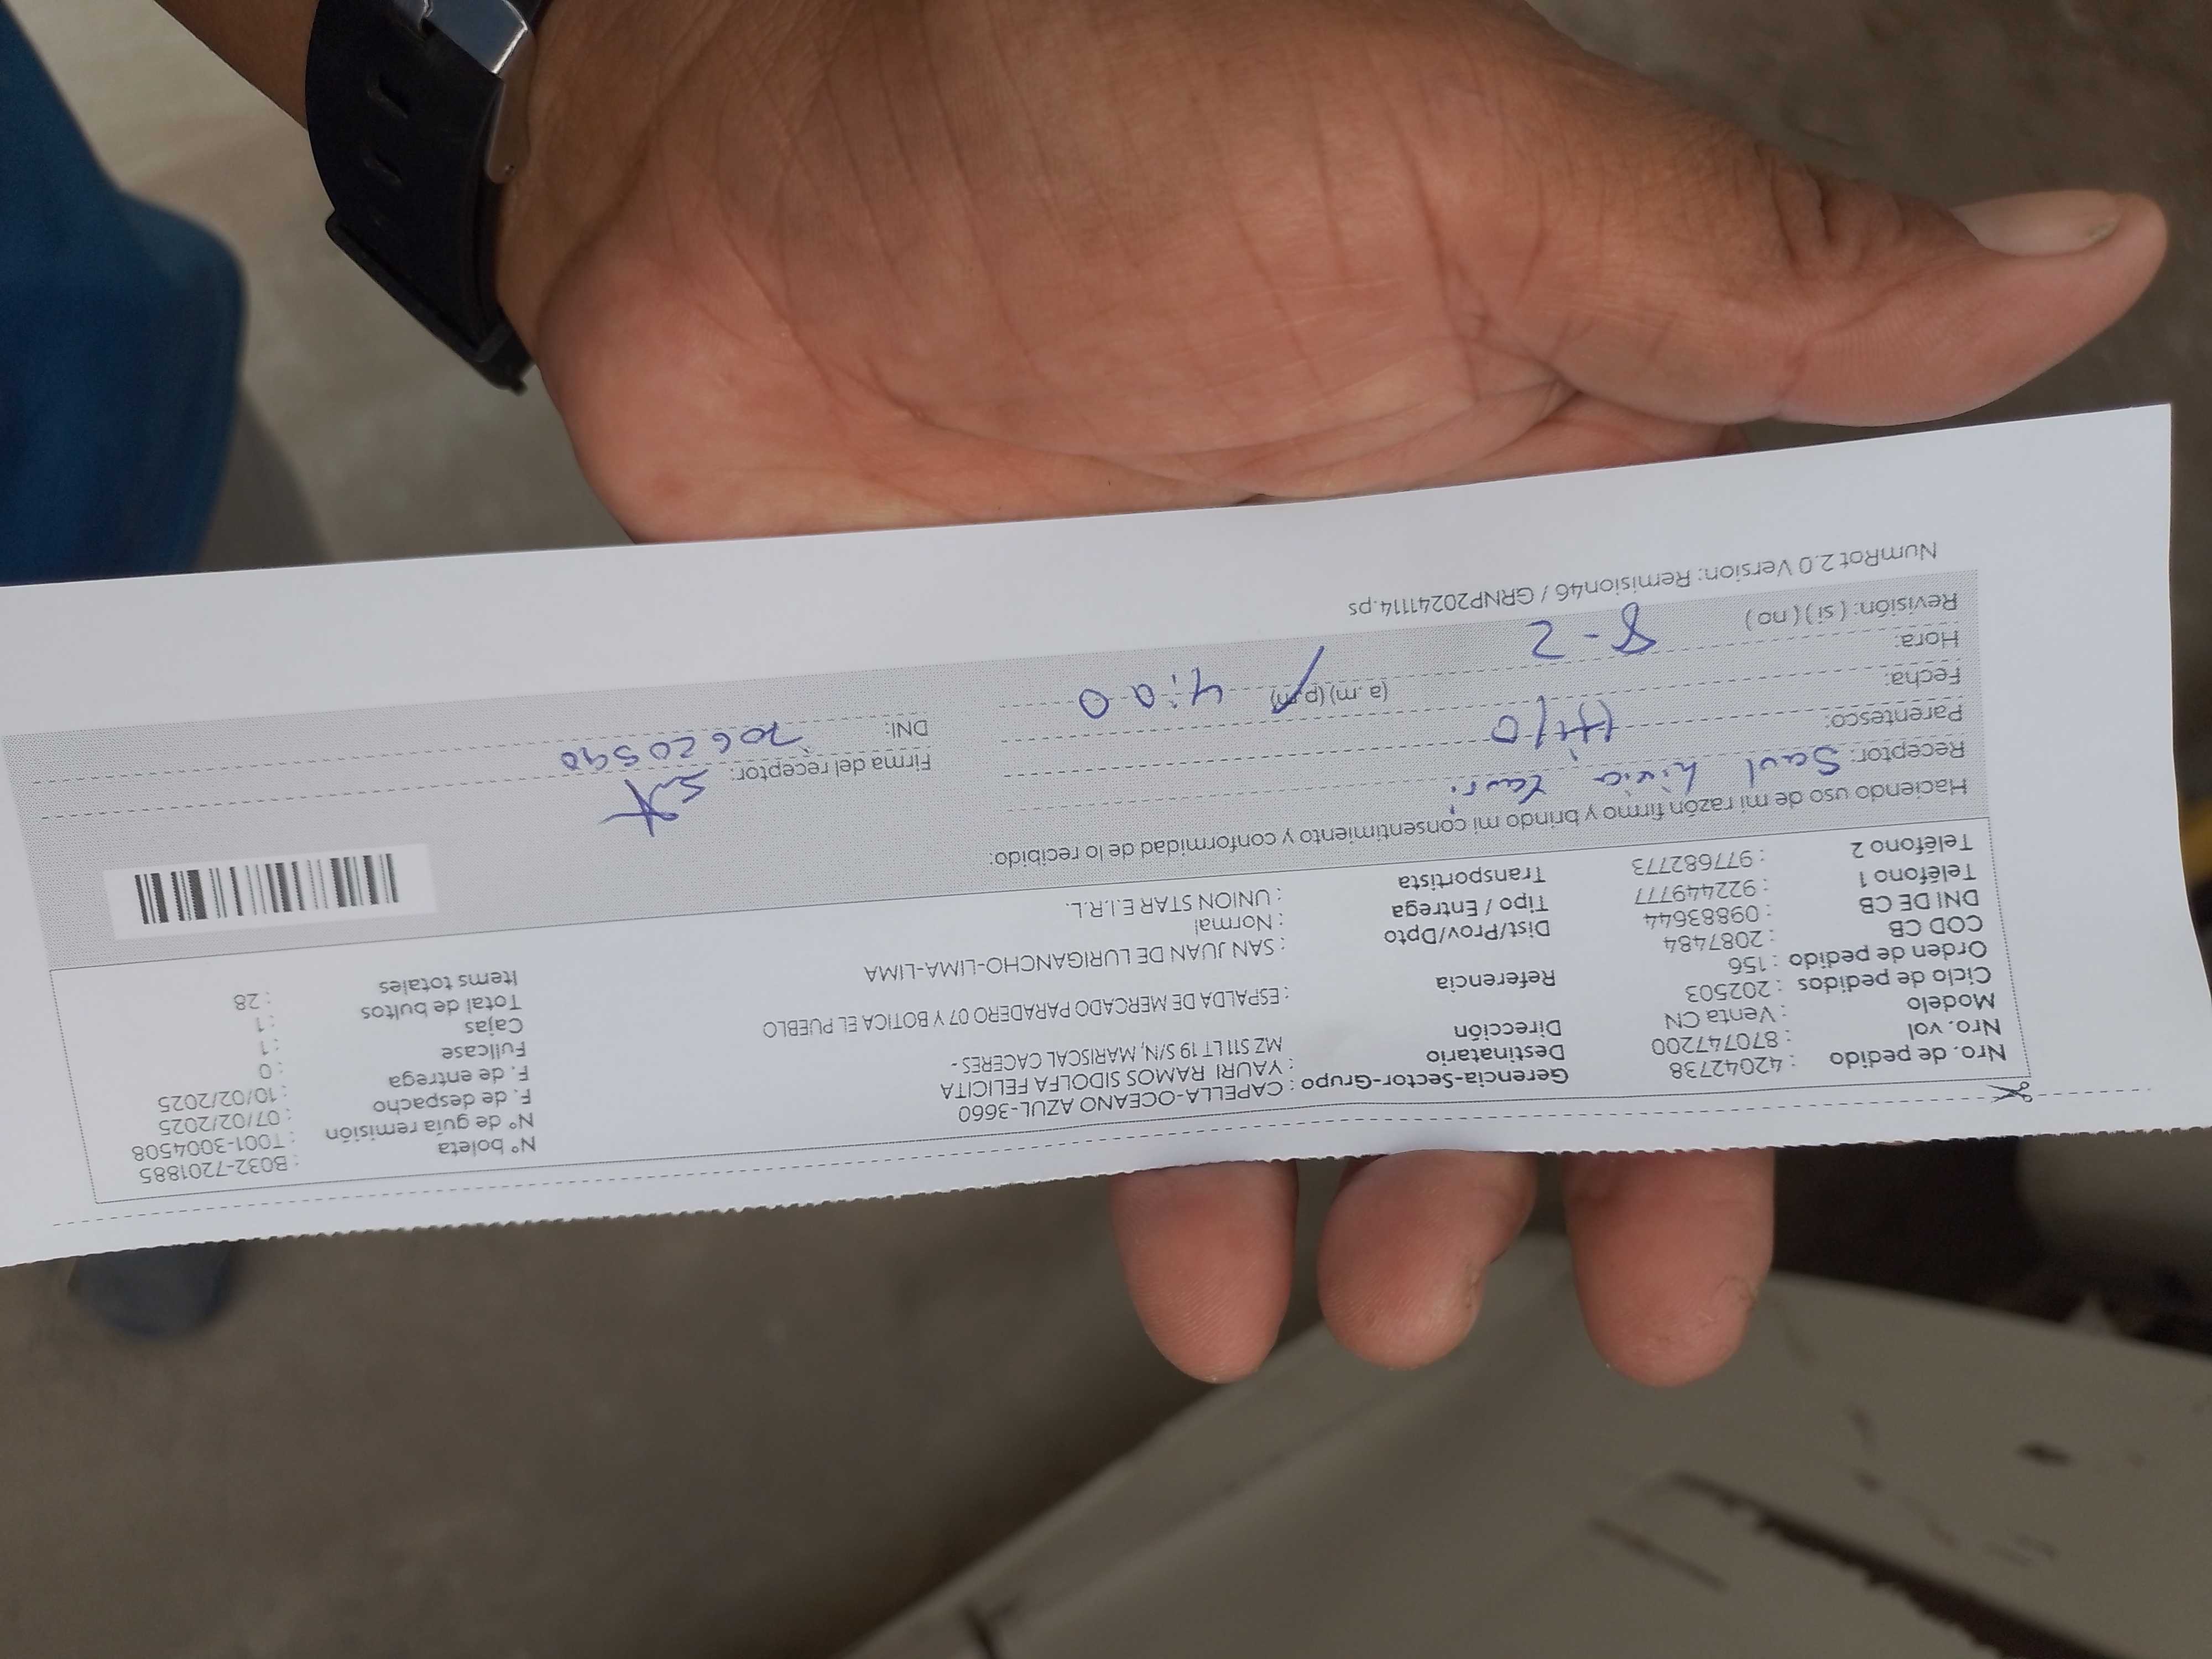 Nro. de pedido : 42042738
Nro. vol : 870747200
Modelo : Venta CN
Ciclo de pedidos : 202503
Orden de pedido : 156
COD CB : 2087484
DNI DE CB : 09883644
Teléfono 1 : 922449777
Teléfono 2 : 977682773
Gerencia-Sector-Grupo : CAPELLA-OCEANO AZUL-3660
Destinatario : YAURI RAMOS SIDOLFA FELICITA
Dirección MZ S11 LT 19 S/N, MARISCAL CACERES -
Referencia : ESPALDA DE MERCADO PARADERO 07 Y BOTICA EL PUEBLO
Dist/Prov/Dpto : SAN JUAN DE LURIGANCHO-LIMA-LIMA
Tipo / Entrega : Normal
Transportista : UNION STAR E.I.R.L.
N° boleta : B032-7201885
N° de guía remisión : T001-3004508
F. de despacho : 07/02/2025
F. de entrega : 10/02/2025
Fullcase : 0
Cajas : 1
Total de bultos : 1
Items totales : 28
Haciendo uso de mi razón firmo y brindo mi consentimiento y conformidad de lo recibido:
Receptor: Saul Livia Yauri
Parentesco: Hijo
Fecha:
Hora: 8-2 (a. m) (p.m) 4:00
Revisión: ( si ) ( no )
Firma del receptor:
DNI: 70620590
NumRot 2.0 Version: Remision46 / GRNP20241114.ps